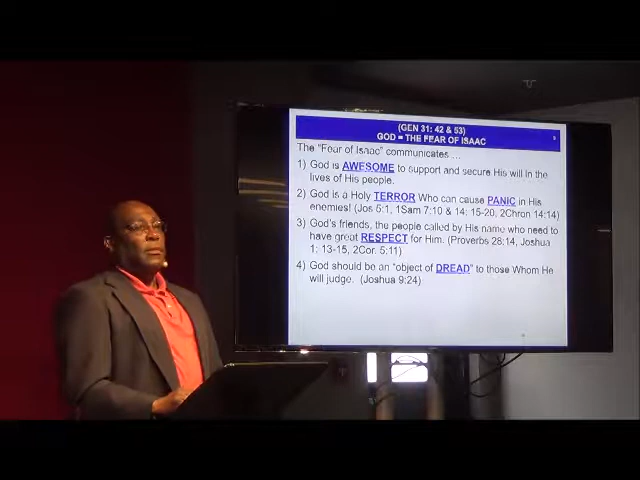 (GEN 31: 42 & 53)
GOD = THE FEAR OF ISAAC
The "Fear of Isaac" communicates …
1) God is AWESOME to support and secure His will in the
lives of His people.
2) God is a Holy TERROR Who can cause PANIC in His
enemies! (Jos 5:1, 1Sam 7:10 & 14: 15-20, 2Chron 14:14)
3) God's friends, the people called by His name who need to
have great RESPECT for Him. (Proverbs 28:14, Joshua
1; 13-15, 2Cor. 5:11)
4) God should be an "object of DREAD" to those Whom He
will judge. (Joshua 9:24)